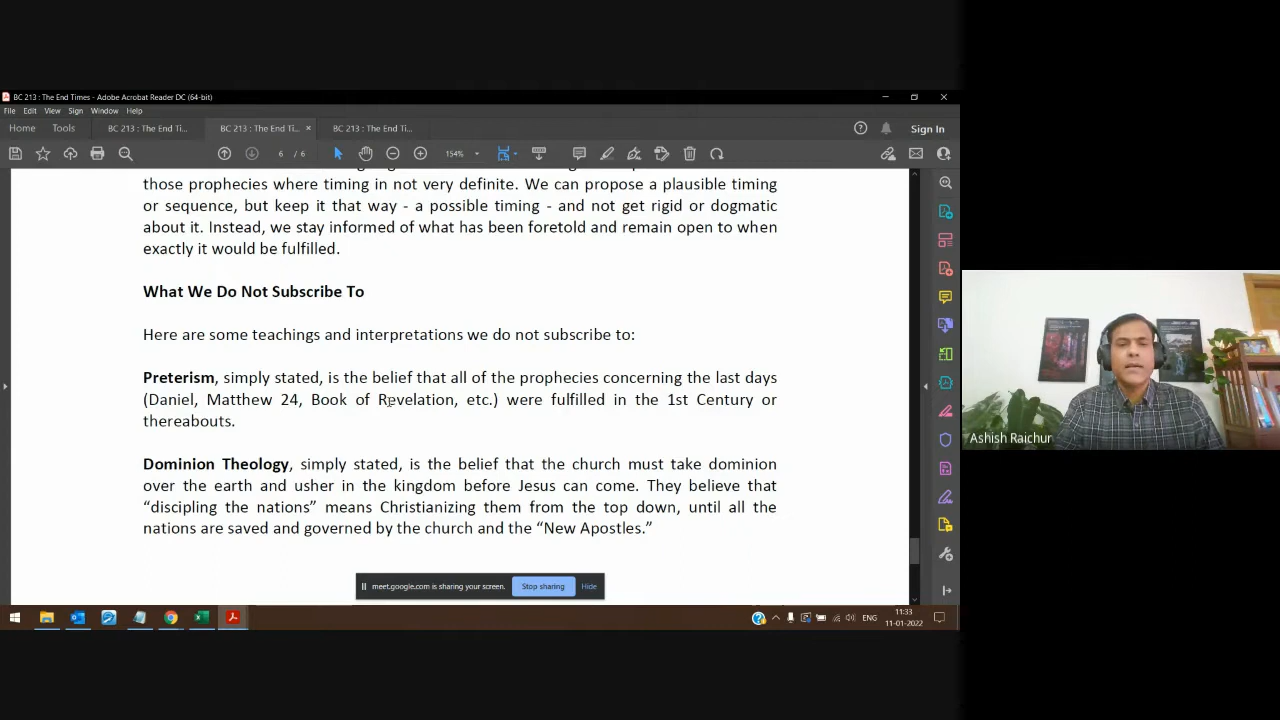 BC 213 : The End Times - Adobe Acrobat Reader DC (64-bit)
File Edit View Sign Window Help
Home Tools BC 213 : The End Ti... BC 213 : The End Ti... × BC 213 : The End Ti... Sign In
6 / 6 154%
those prophecies where timing in not very definite. We can propose a plausible timing
or sequence, but keep it that way - a possible timing - and not get rigid or dogmatic
about it. Instead, we stay informed of what has been foretold and remain open to when
exactly it would be fulfilled.
What We Do Not Subscribe To
Here are some teachings and interpretations we do not subscribe to:
Preterism, simply stated, is the belief that all of the prophecies concerning the last days
(Daniel, Matthew 24, Book of Revelation, etc.) were fulfilled in the 1st Century or
thereabouts.
Dominion Theology, simply stated, is the belief that the church must take dominion
over the earth and usher in the kingdom before Jesus can come. They believe that
“discipling the nations” means Christianizing them from the top down, until all the
nations are saved and governed by the church and the “New Apostles.”
meet.google.com is sharing your screen. Stop sharing Hide
ENG 11:33
11-01-2022
Ashish Raichur